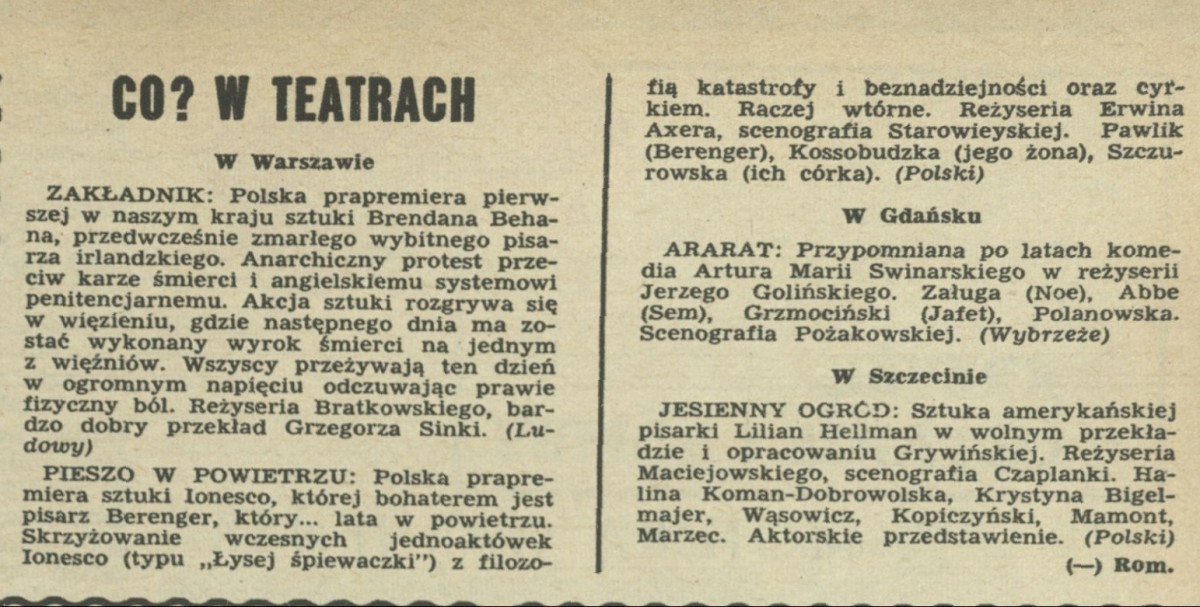 CO? W TEATRACH
W Warszawie
ZAKŁADNIK: Polska prapremiera pierw-
szej w naszym kraju sztuki Brendana Beha-
na, przedwcześnie zmarłego wybitnego pisa-
rza irlandzkiego. Anarchiczny protest prze-
ciw karze śmierci i angielskiemu systemowi
penitencjarnemu. Akcja sztuki rozgrywa się
w więzieniu, gdzie następnego dnia ma zo-
stać wykonany wyrok śmierci na jednym
z więźniów. Wszyscy przeżywają ten dzień
w ogromnym napięciu odczuwając prawie
fizyczny ból. Reżyseria Bratkowskiego, bar-
dzo dobry przekład Grzegorza Sinki. (Lu-
dowy)
PIESZO W POWIETRZU: Polska prapre-
miera sztuki Ionesco, której bohaterem jest
pisarz Berenger, który... lata w powietrzu.
Skrzyżowanie wczesnych jednoaktówek
Ionesco (typu „Łysej śpiewaczki") z filozo-
fią katastrofy i beznadziejności oraz cyr-
kiem. Raczej wtórne. Reżyseria Erwina
Axera, scenografia Starowieyskiej. Pawlik
(Berenger), Kossobudzka (jego żona), Szczu-
rowska (ich córka). (Polski)
W Gdańsku
ARARAT: Przypomniana po latach kome-
dia Artura Marii Swinarskiego w reżyserii
Jerzego Golińskiego. Załuga (Noe), Abbe
(Sem), Grzmociński (Jafet), Polanowska.
Scenografia Pożakowskiej. (Wybrzeże)
W Szczecinie
JESIENNY OGRÓD: Sztuka amerykańskiej
pisarki Lilian Hellman w wolnym przekła-
dzie i opracowaniu Grywińskiej. Reżyseria
Maciejowskiego, scenografia Czaplanki. Ha-
lina Koman-Dobrowolska, Krystyna Bigel-
majer, Wąsowicz, Kopiczyński, Mamont,
Marzec. Aktorskie przedstawienie. (Polski)
(—) Rom.